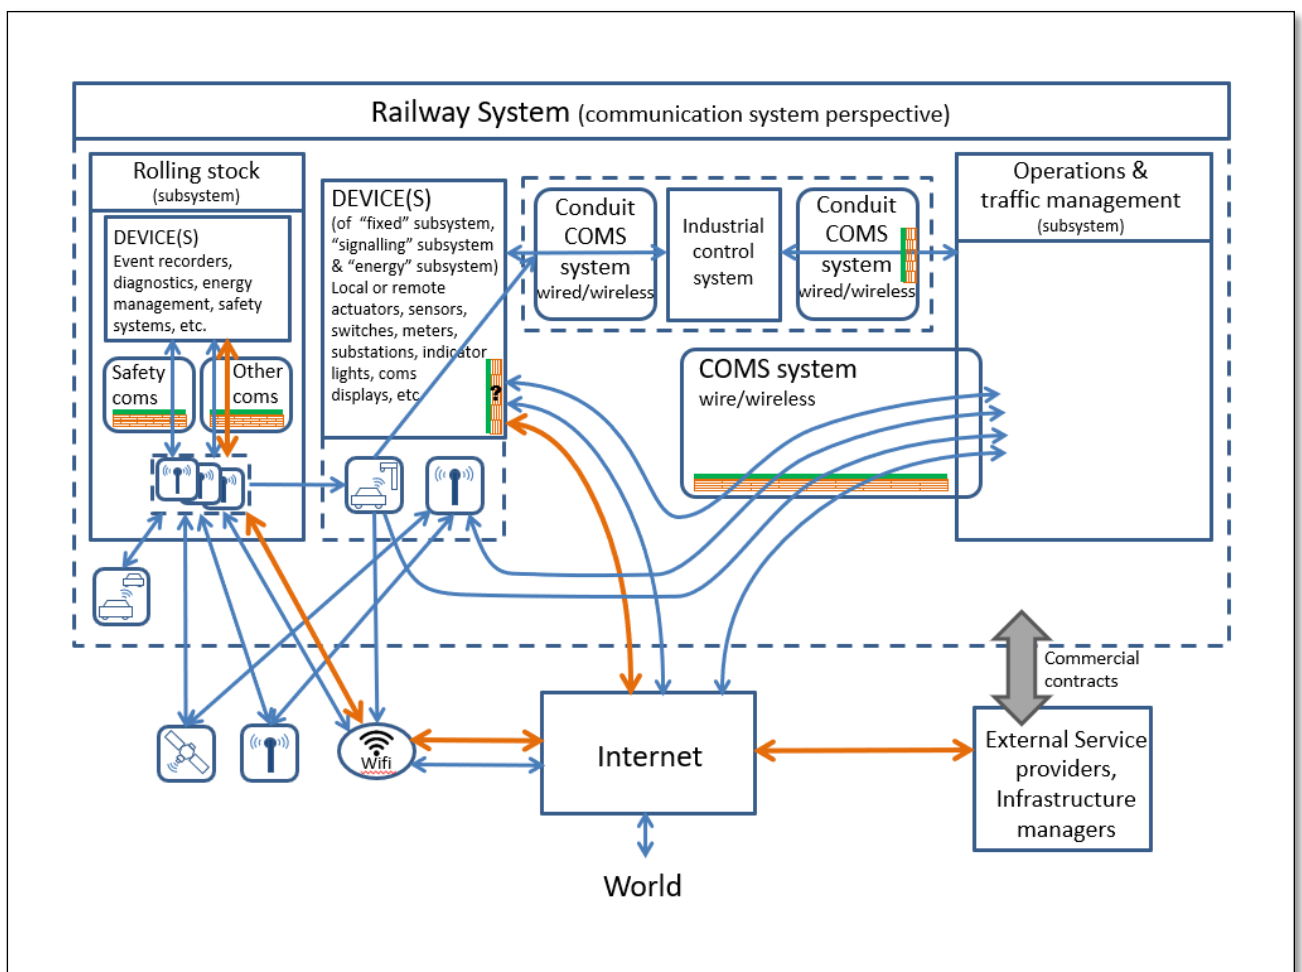 Railway System (communication system perspective)
Rolling stock
(subsystem)
DEVICE(S)
Event recorders,
diagnostics, energy
management, safety
systems, etc.
Safety
coms
Other
coms
DEVICE(S)
(of “fixed” subsystem,
“signalling” subsystem
& “energy” subsystem)
Local or remote
actuators, sensors,
switches, meters,
substations, indicator
lights, coms
displays, etc
?
Conduit
COMS
system
wired/wireless
Industrial
control
system
Conduit
COMS
system
wired/wireless
Operations &
traffic management
(subsystem)
COMS system
wire/wireless
Commercial
contracts
Wifi
Internet
External Service
providers,
Infrastructure
managers
World